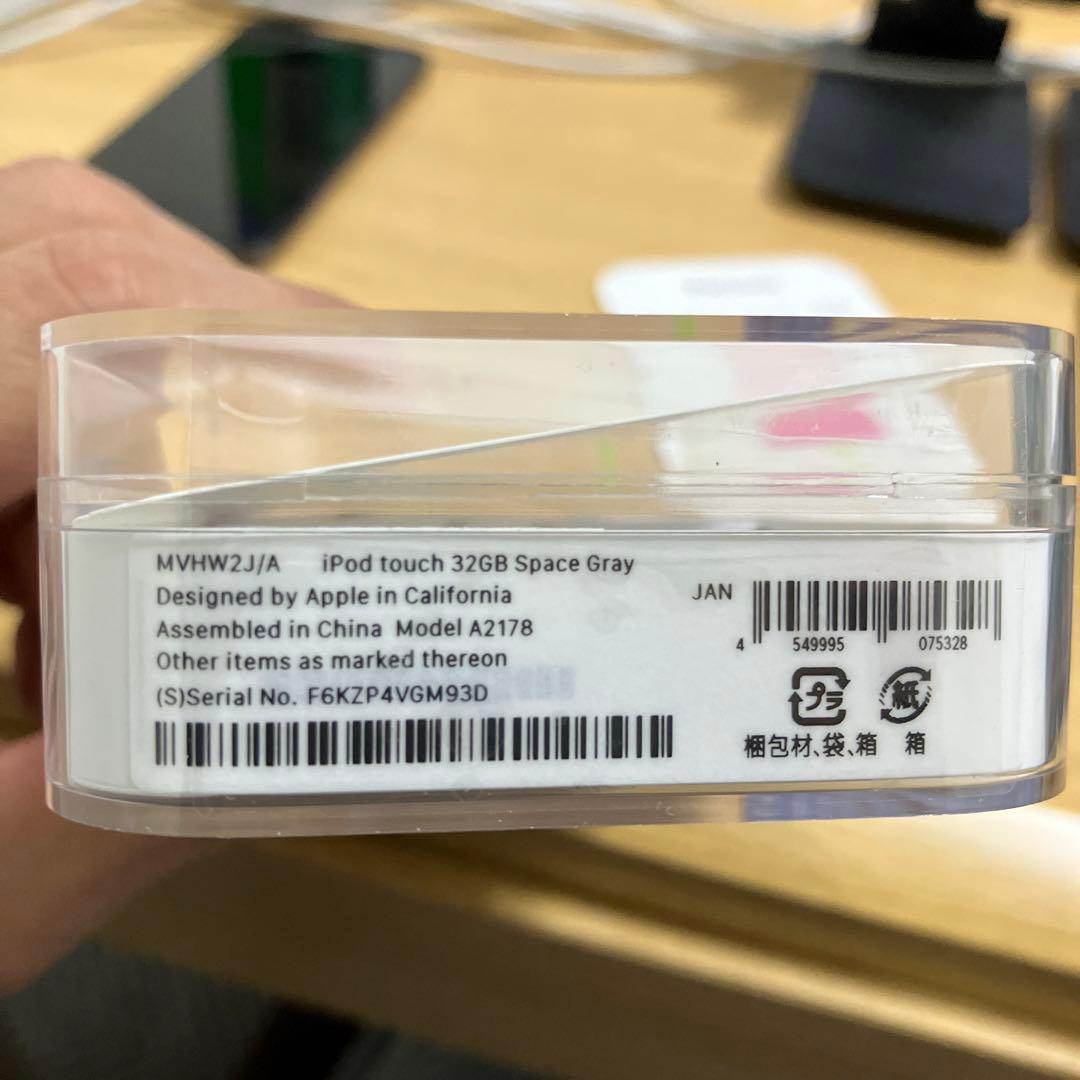 MVHW2J/A iPod touch 32GB Space Gray
Designed by Apple in California
Assembled in China Model A2178
Other items as marked thereon
(S)Serial No. F6KZP4VGM93D
JAN
4 549995 075328
プラ 紙
梱包材、袋、箱 箱